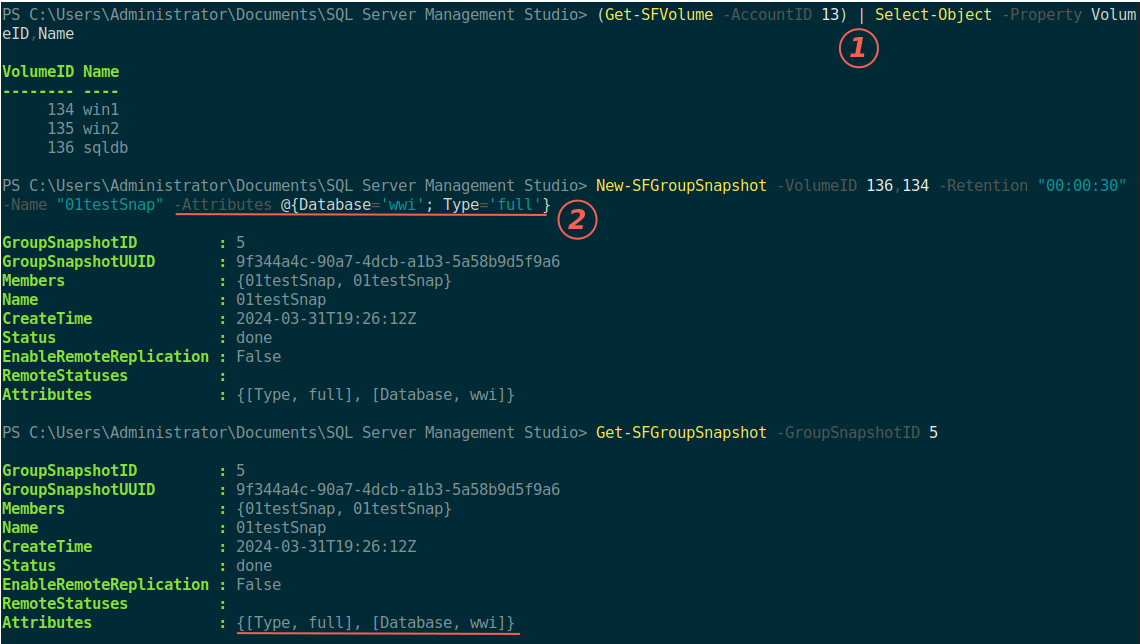 PS C:\Users\Administrator\Documents\SQL Server Management Studio> (Get-SFVolume -AccountID 13) | Select-Object -Property Volum
eID,Name
1
VolumeID Name
-------- ----
     134 win1
     135 win2
     136 sqldb
PS C:\Users\Administrator\Documents\SQL Server Management Studio> New-SFGroupSnapshot -VolumeID 136,134 -Retention "00:00:30"
-Name "01testSnap" -Attributes @{Database='wwi'; Type='full'}
2
GroupSnapshotID         : 5
GroupSnapshotUUID       : 9f344a4c-90a7-4dcb-a1b3-5a58b9d5f9a6
Members                 : {01testSnap, 01testSnap}
Name                    : 01testSnap
CreateTime              : 2024-03-31T19:26:12Z
Status                  : done
EnableRemoteReplication : False
RemoteStatuses          :
Attributes              : {[Type, full], [Database, wwi]}
PS C:\Users\Administrator\Documents\SQL Server Management Studio> Get-SFGroupSnapshot -GroupSnapshotID 5
GroupSnapshotID         : 5
GroupSnapshotUUID       : 9f344a4c-90a7-4dcb-a1b3-5a58b9d5f9a6
Members                 : {01testSnap, 01testSnap}
Name                    : 01testSnap
CreateTime              : 2024-03-31T19:26:12Z
Status                  : done
EnableRemoteReplication : False
RemoteStatuses          :
Attributes              : {[Type, full], [Database, wwi]}